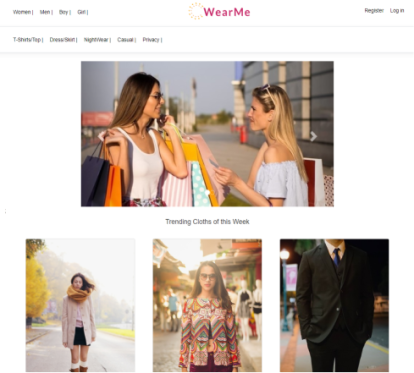 Women | Men | Boy | Girl |
WearMe
Register Log in
T-Shirts/Top | Dress/Skirt | NightWear | Casual | Privacy |
Trending Cloths of this Week